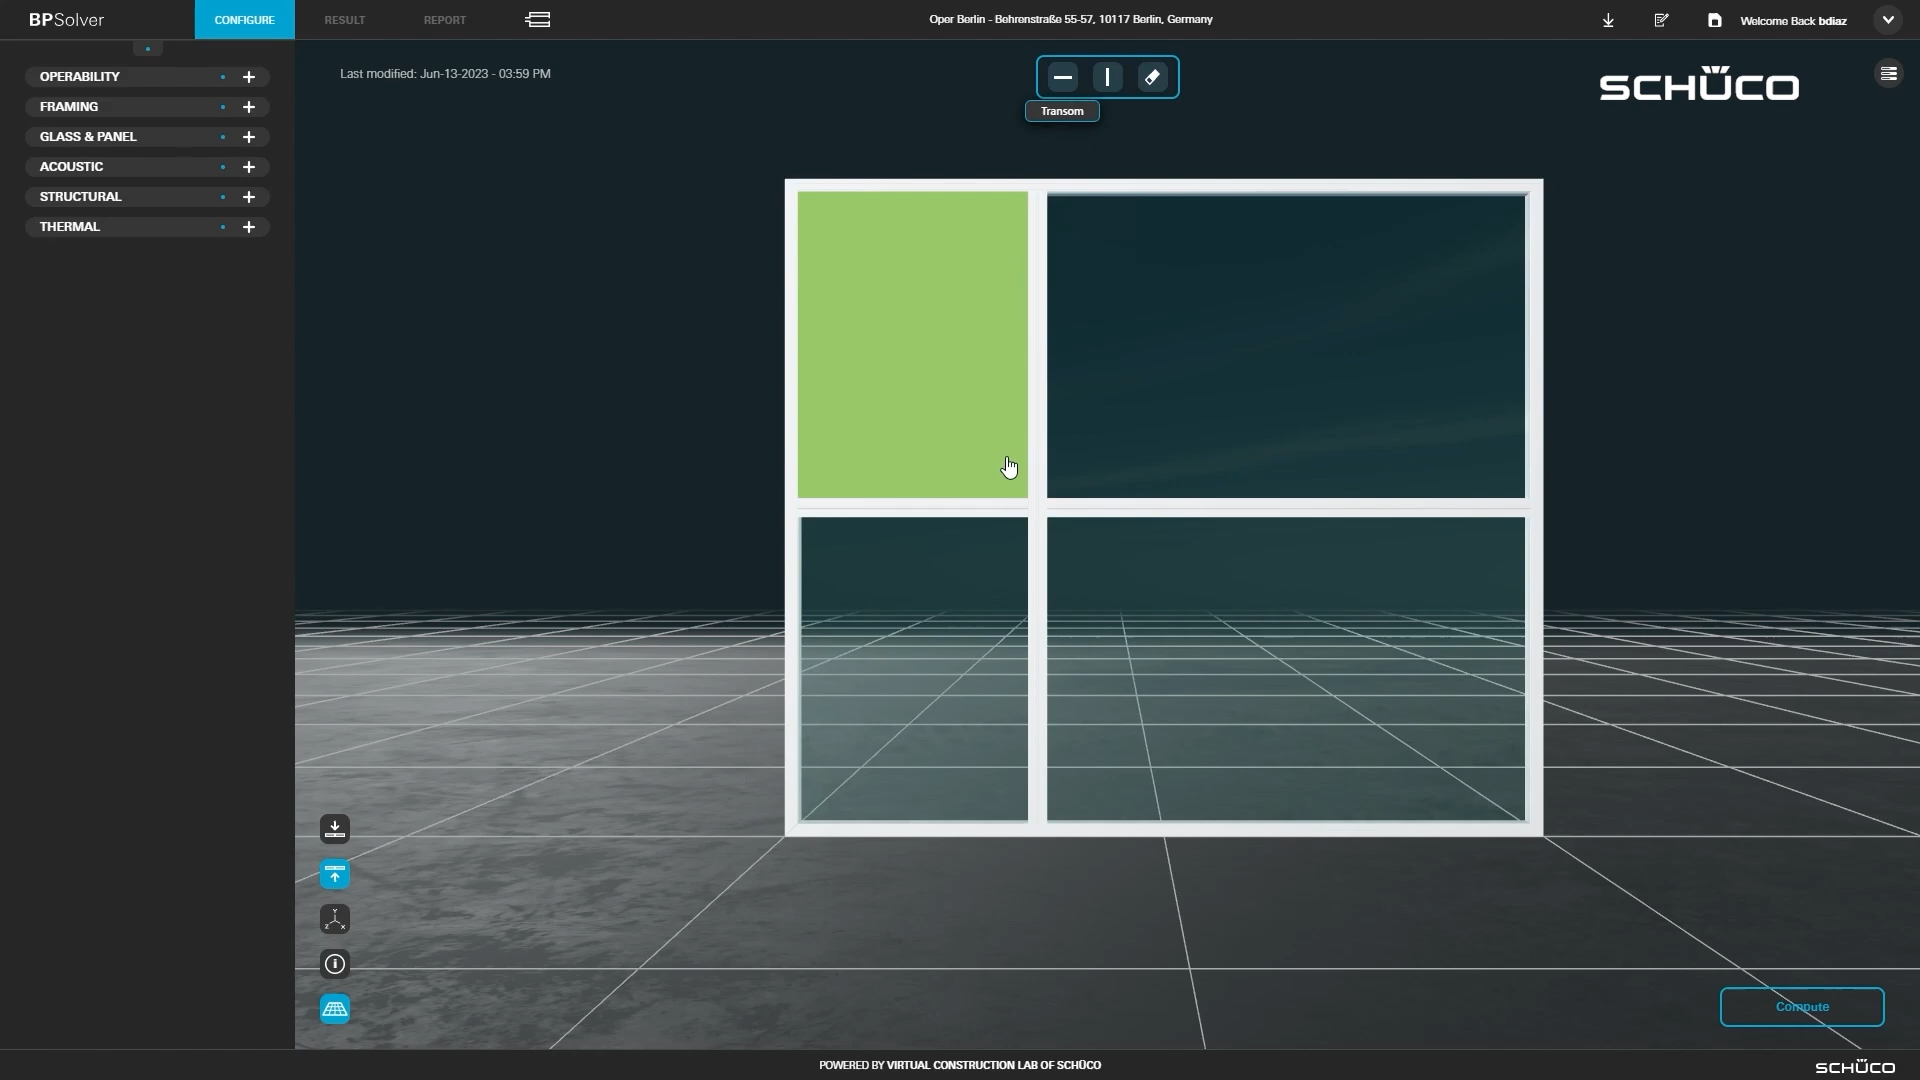 BPSolver
CONFIGURE
RESULT
REPORT
Oper Berlin - Behrenstraße 55-57, 10117 Berlin, Germany
Welcome Back bdiaz
OPERABILITY
FRAMING
GLASS & PANEL
ACOUSTIC
STRUCTURAL
THERMAL
Last modified: Jun-13-2023 - 03:59 PM
Transom
SCHÜCO
Y
Z X
Compute
POWERED BY VIRTUAL CONSTRUCTION LAB OF SCHÜCO
SCHÜCO